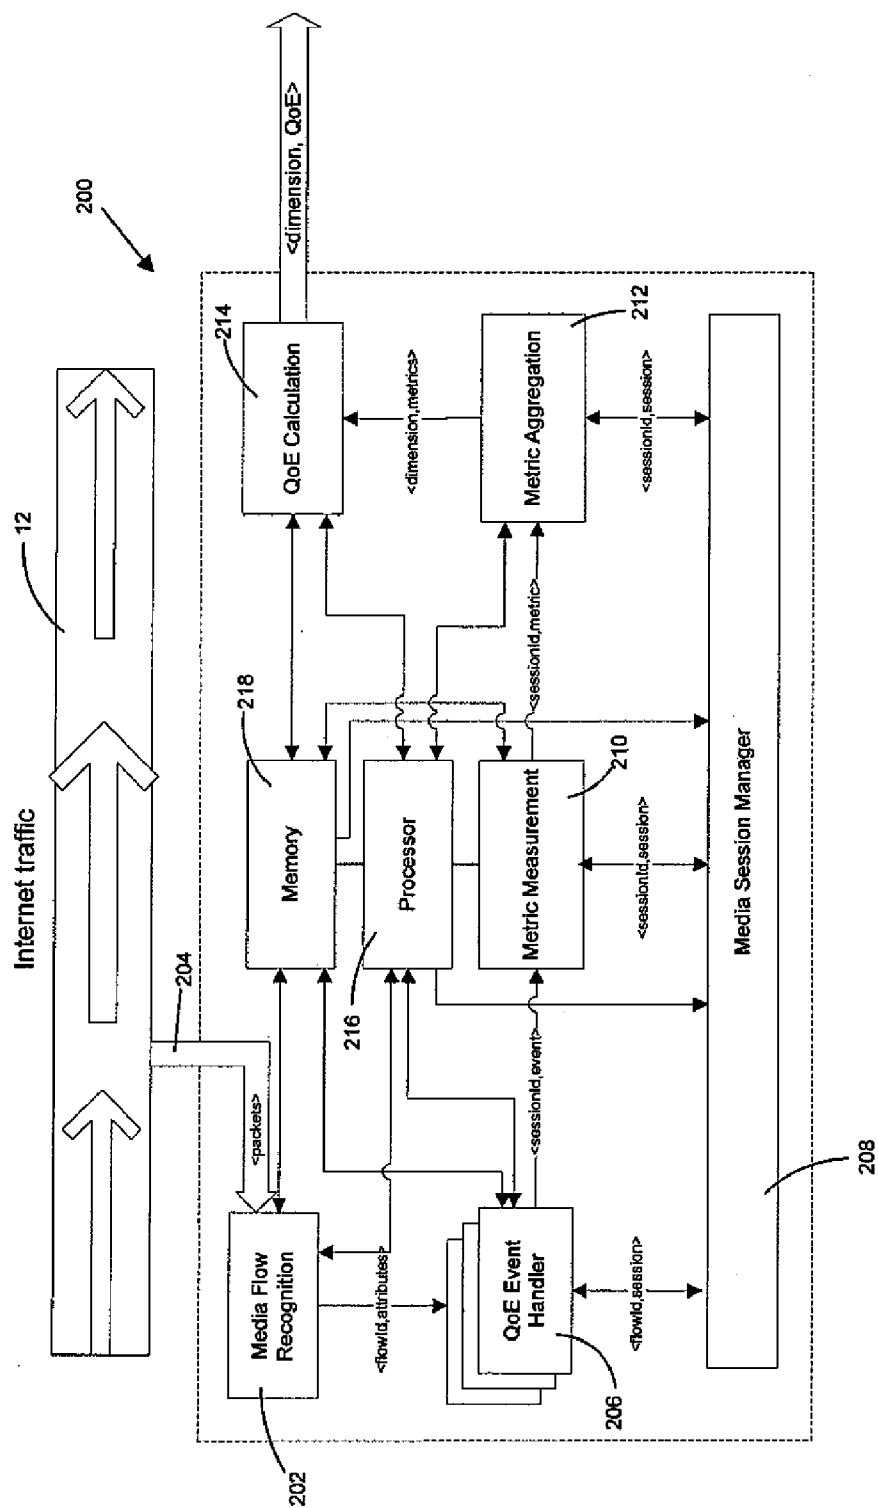 Internet traffic
12
200
204
<packets>
Media Flow
Recognition
202
Memory
218
QoE Calculation
214
<dimension, QoE>
<flowId,attributes>
Processor
216
<dimension,metrics>
QoE Event
Handler
206
<sessionId,event>
Metric Measurement
210
<sessionId,metric>
Metric Aggregation
212
<flowId,session>
<sessionId,session>
<sessionId,session>
Media Session Manager
208